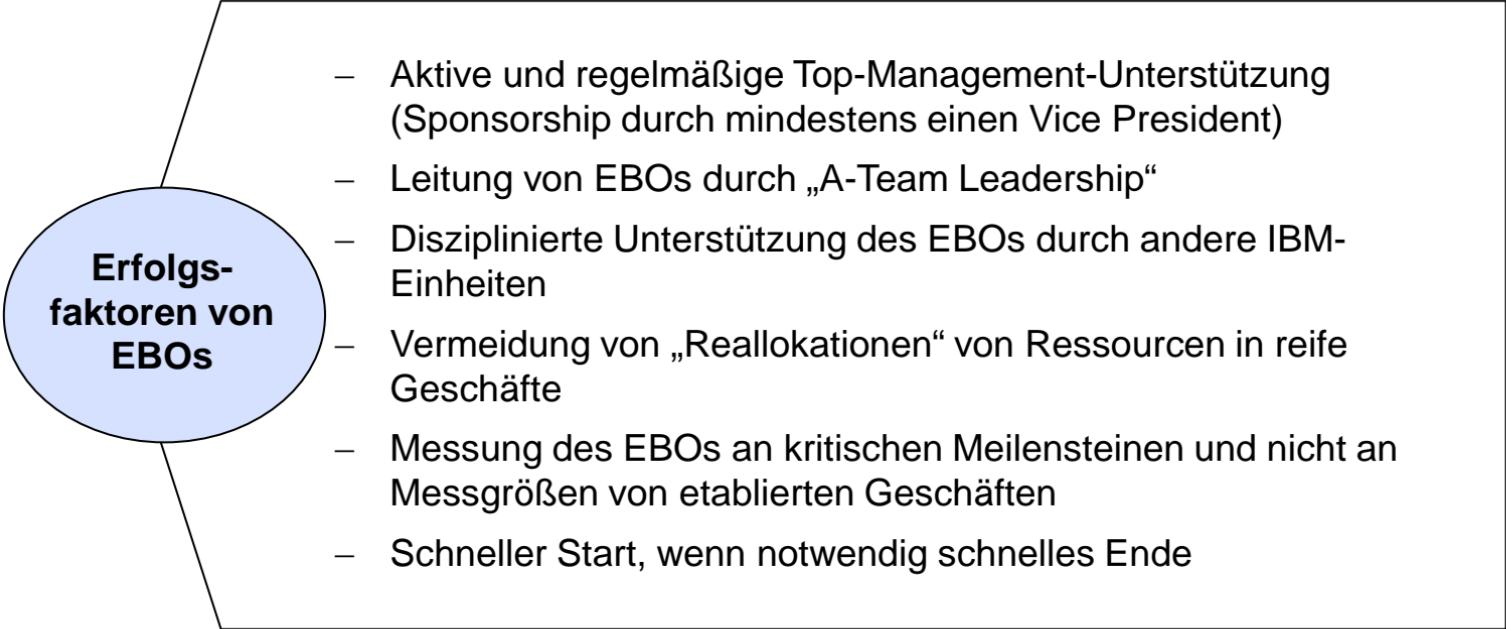 Erfolgs-
faktoren von
EBOs
– Aktive und regelmäßige Top-Management-Unterstützung
(Sponsorship durch mindestens einen Vice President)
– Leitung von EBOs durch „A-Team Leadership“
– Disziplinierte Unterstützung des EBOs durch andere IBM-
Einheiten
– Vermeidung von „Reallokationen“ von Ressourcen in reife
Geschäfte
– Messung des EBOs an kritischen Meilensteinen und nicht an
Messgrößen von etablierten Geschäften
– Schneller Start, wenn notwendig schnelles Ende